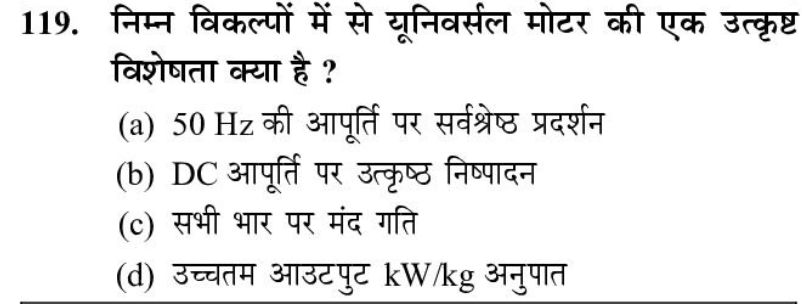 119. निम्न विकल्पों में से यूनिवर्सल मोटर की एक उत्कृष्ट
विशेषता क्या है ?
(a) 50 Hz की आपूर्ति पर सर्वश्रेष्ठ प्रदर्शन
(b) DC आपूर्ति पर उत्कृष्ठ निष्पादन
(c) सभी भार पर मंद गति
(d) उच्चतम आउटपुट kW/kg अनुपात